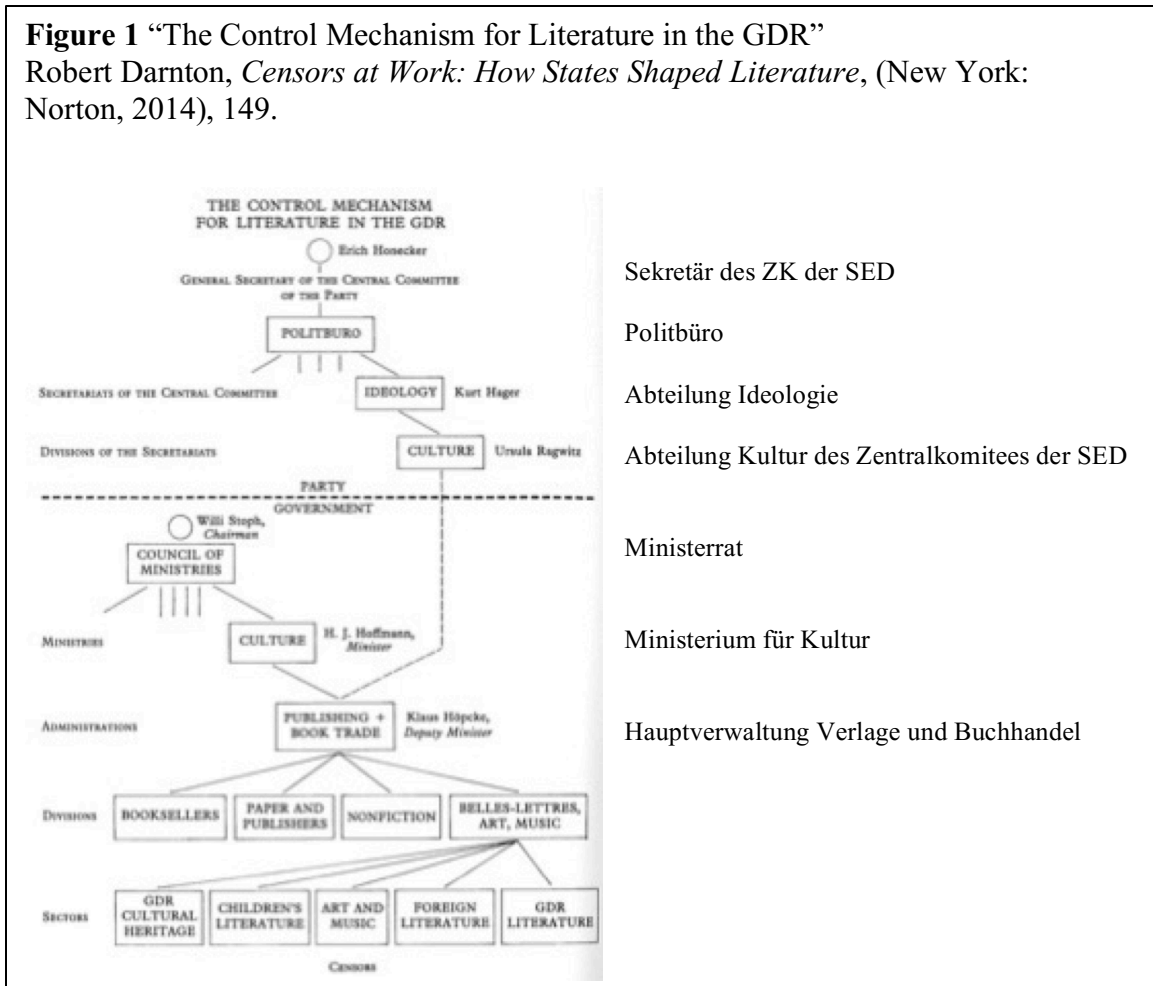 Figure 1 “The Control Mechanism for Literature in the GDR”
Robert Darnton, Censors at Work: How States Shaped Literature, (New York:
Norton, 2014), 149.
THE CONTROL MECHANISM
FOR LITERATURE IN THE GDR
Erich Honecker
GENERAL SECRETARY OF THE CENTRAL COMMITTEE
OF THE PARTY
Sekretär des ZK der SED
POLITBURO
Politbüro
SECRETARIATS OF THE CENTRAL COMMITTEE
IDEOLOGY
Kurt Hager
Abteilung Ideologie
DIVISIONS OF THE SECRETARIATS
CULTURE
Ursula Ragwitz
Abteilung Kultur des Zentralkomitees der SED
PARTY
GOVERNMENT
Willi Stoph,
Chairman
COUNCIL OF
MINISTRIES
Ministerrat
MINISTRIES
CULTURE
H. J. Hoffmann,
Minister
Ministerium für Kultur
ADMINISTRATIONS
PUBLISHING +
BOOK TRADE
Klaus Höpcke,
Deputy Minister
Hauptverwaltung Verlage und Buchhandel
DIVISIONS
BOOKSELLERS
PAPER AND
PUBLISHERS
NONFICTION
BELLES-LETTRES,
ART, MUSIC
SECTORS
GDR
CULTURAL
HERITAGE
CHILDREN'S
LITERATURE
ART AND
MUSIC
FOREIGN
LITERATURE
GDR
LITERATURE
CENSORS